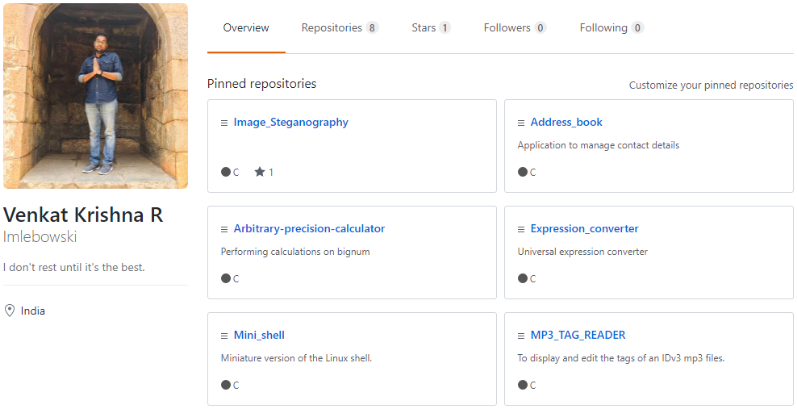 Overview Repositories 8 Stars 1 Followers 0 Following 0
Pinned repositories
Customize your pinned repositories
Image_Steganography
C 1
Address_book
Application to manage contact details
C
Arbitrary-precision-calculator
Performing calculations on bignum
C
Expression_converter
Universal expression converter
C
Mini_shell
Miniature version of the Linux shell.
C
MP3_TAG_READER
To display and edit the tags of an IDv3 mp3 files.
C
Venkat Krishna R
Imlebowski
I don't rest until it's the best.
India